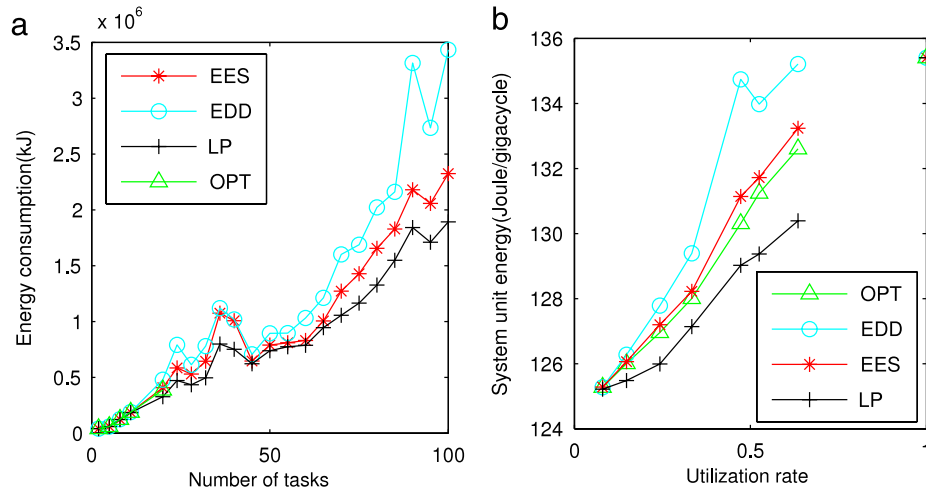 a
× 10⁶
3.5
3
2.5
2
1.5
1
0.5
0
0
50
100
Energy consumption(kJ)
Number of tasks
EES
EDD
LP
OPT
b
136
134
132
130
128
126
124
0
0.5
1
System unit energy(Joule/gigacycle)
Utilization rate
OPT
EDD
EES
LP